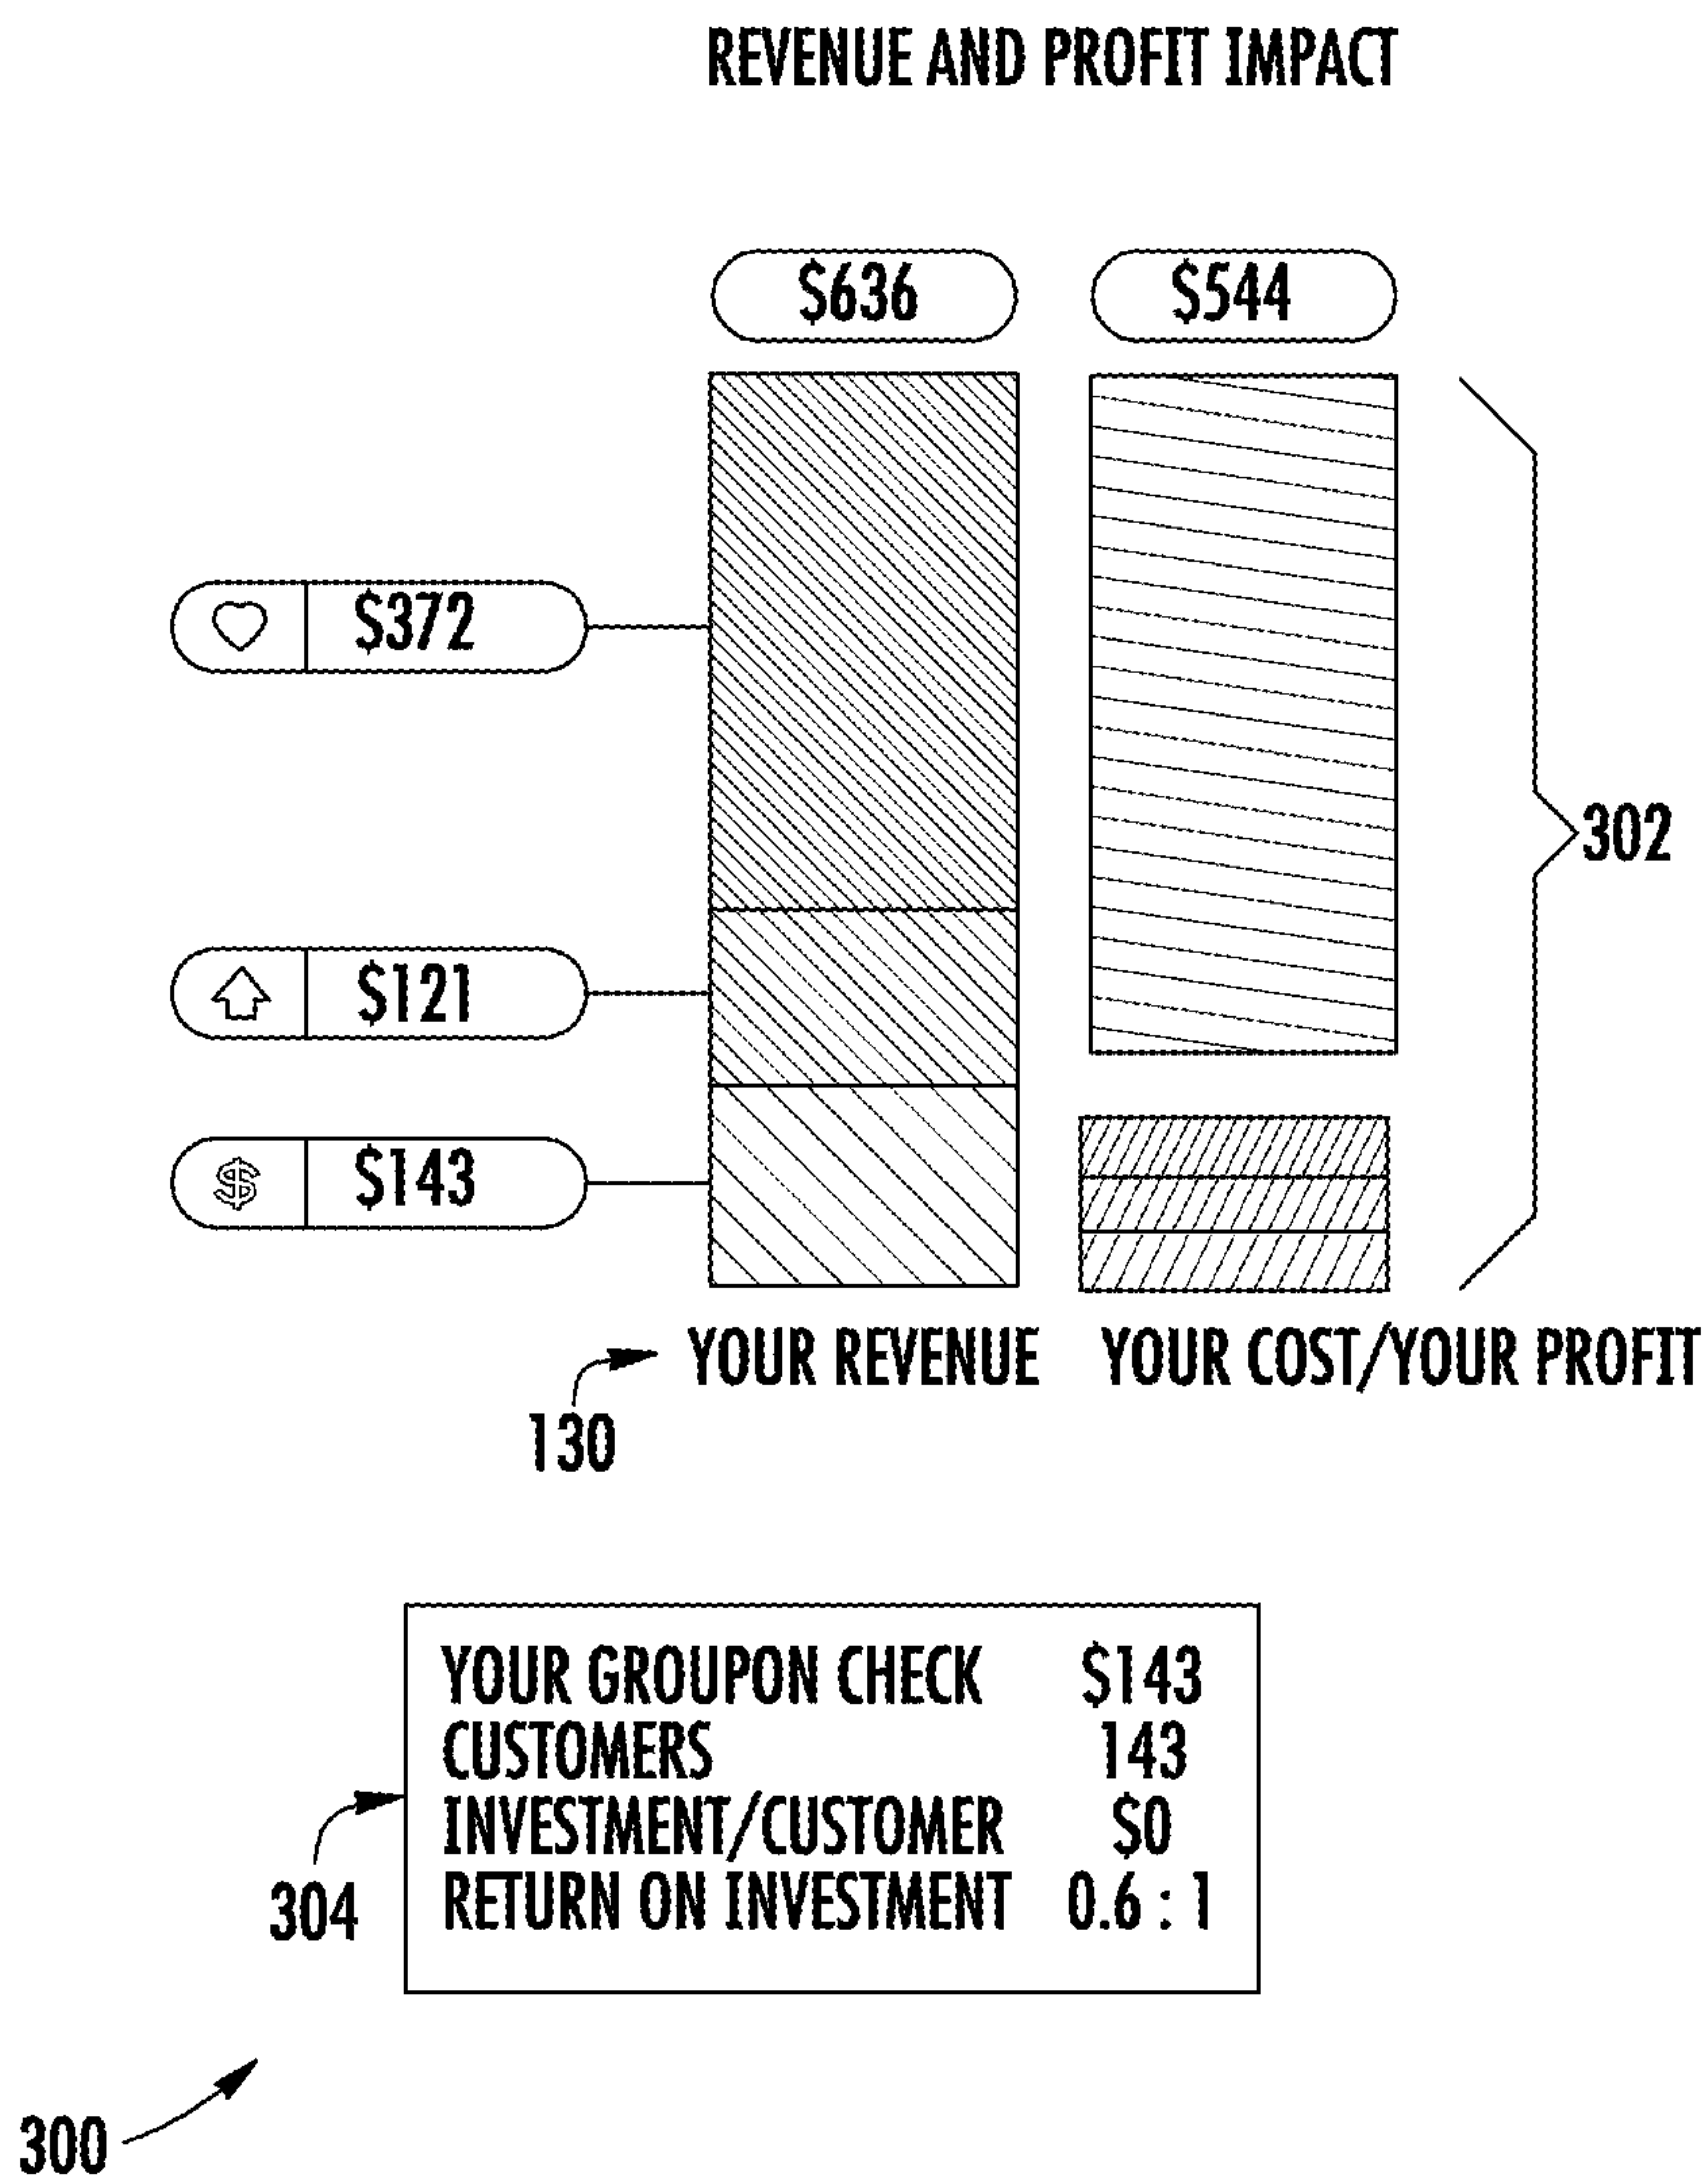 REVENUE AND PROFIT IMPACT
$636 $544
$372
302
$121
$ $143
YOUR REVENUE YOUR COST/YOUR PROFIT
130
YOUR GROUPON CHECK $143
CUSTOMERS 143
INVESTMENT/CUSTOMER $0
RETURN ON INVESTMENT 0.6 : 1
304
300